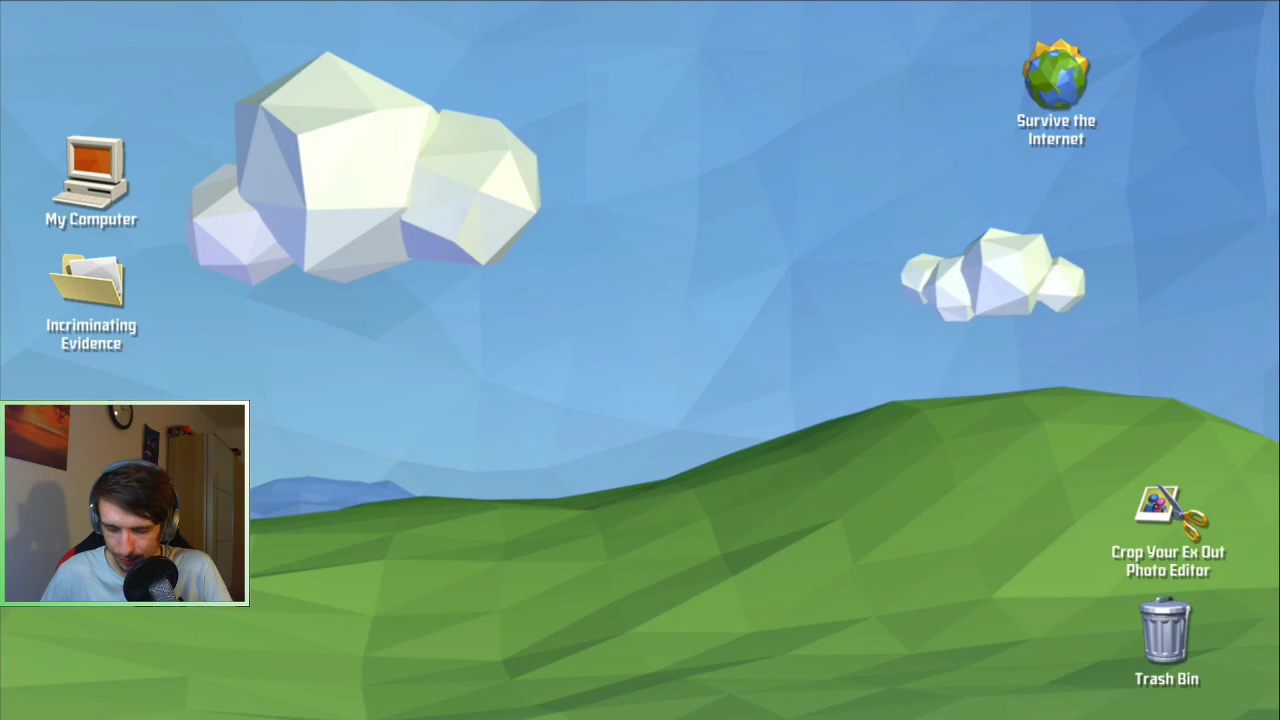 Survive the
Internet
My Computer
Incriminating
Evidence
Crop Your Ex Out
Photo Editor
Trash Bin